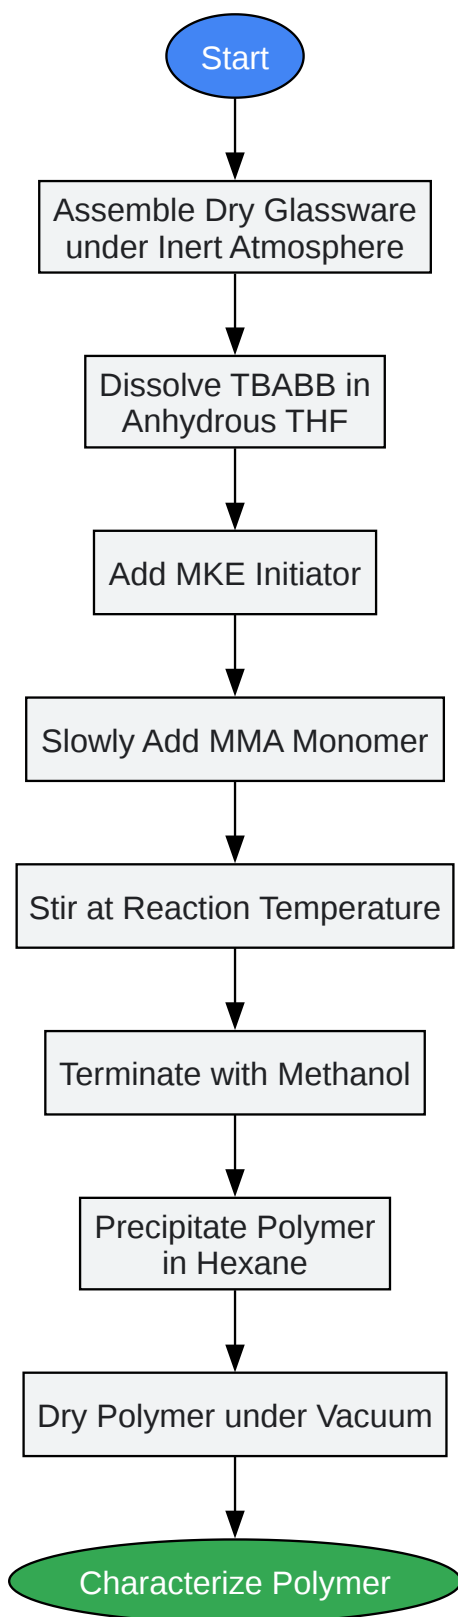 Start
Assemble Dry Glassware
under Inert Atmosphere
Dissolve TBABB in
Anhydrous THF
Add MKE Initiator
Slowly Add MMA Monomer
Stir at Reaction Temperature
Terminate with Methanol
Precipitate Polymer
in Hexane
Dry Polymer under Vacuum
Characterize Polymer